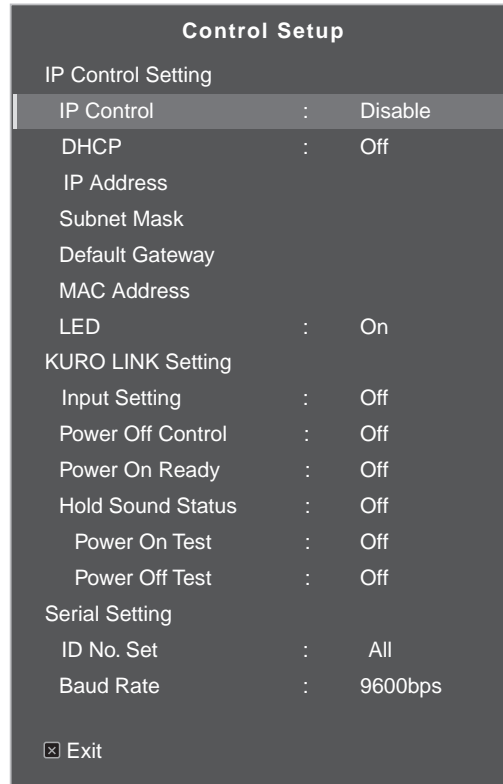 Control Setup
IP Control Setting
IP Control : Disable
DHCP : Off
IP Address
Subnet Mask
Default Gateway
MAC Address
LED : On
KURO LINK Setting
Input Setting : Off
Power Off Control : Off
Power On Ready : Off
Hold Sound Status : Off
Power On Test : Off
Power Off Test : Off
Serial Setting
ID No. Set : All
Baud Rate : 9600bps
Exit